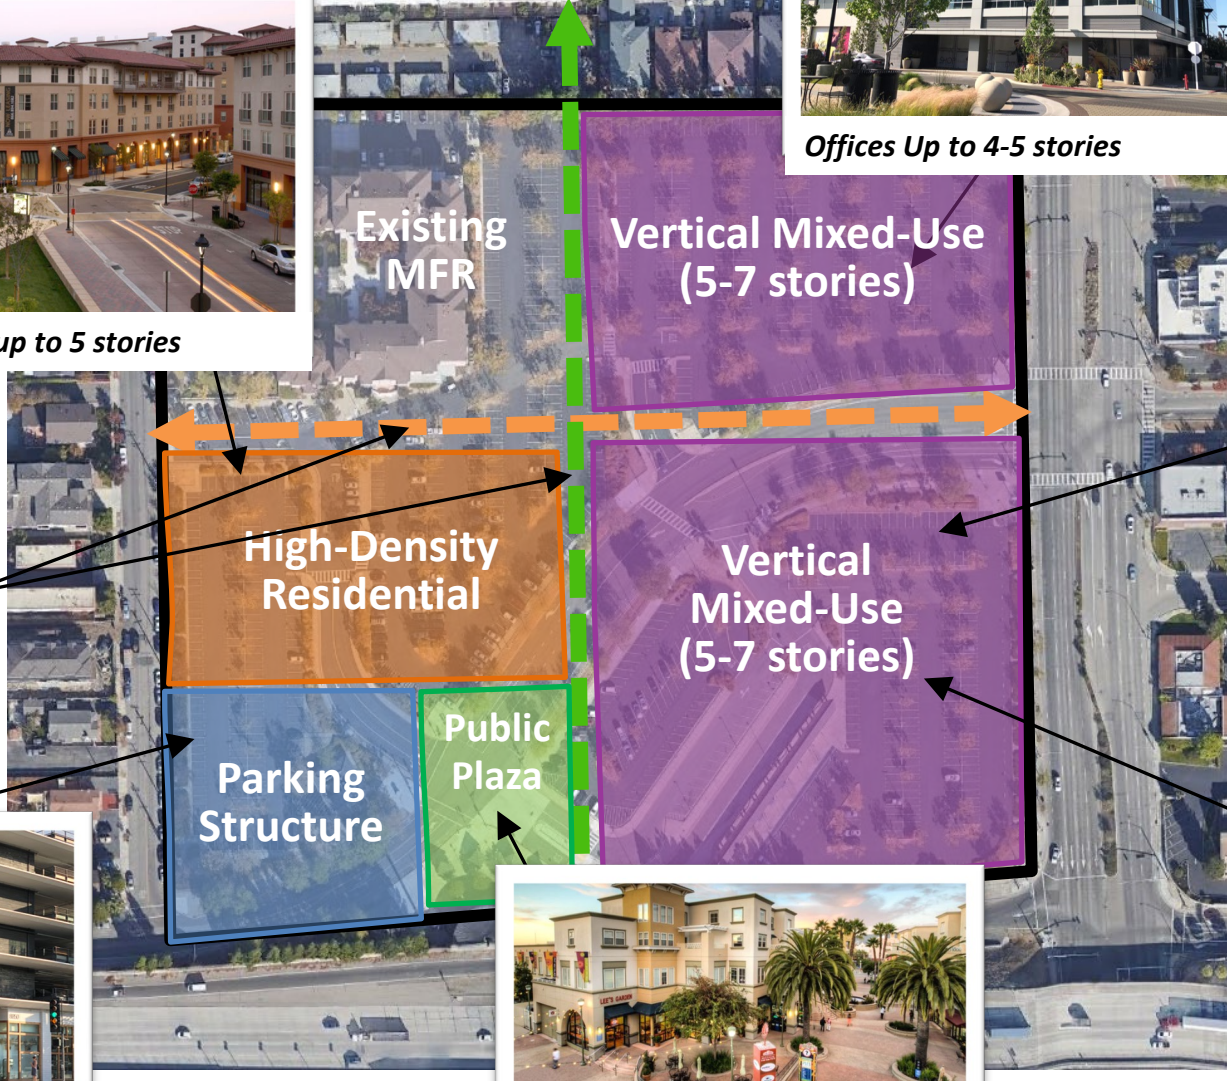 Offices Up to 4-5 stories
up to 5 stories
Existing
MFR
Vertical Mixed-Use
(5-7 stories)
High-Density
Residential
Vertical
Mixed-Use
(5-7 stories)
Public
Plaza
Parking
Structure
STOP
LEE'S GARDEN